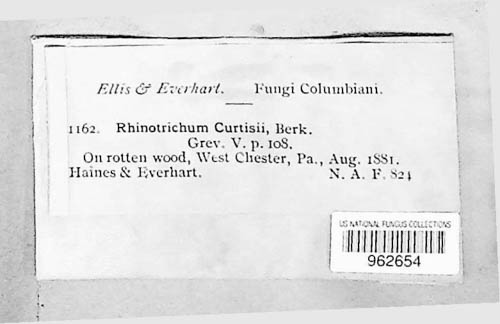 Ellis & Everhart. Fungi Columbiani.
1162. Rhinotrichum Curtisii, Berk.
Grev. V. p. 108.
On rotten wood, West Chester, Pa., Aug. 1881.
Haines & Everhart. N. A. F. 824
US NATIONAL FUNGUS COLLECTIONS
962654